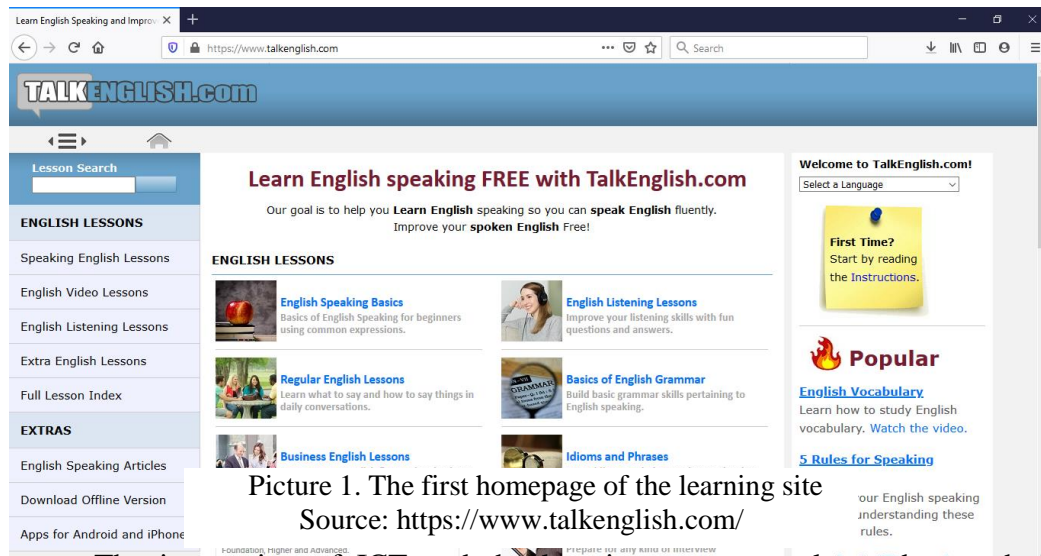 Learn English Speaking and Improv
https://www.talkenglish.com
Search
TALKENGLISH.com
Lesson Search
ENGLISH LESSONS
Speaking English Lessons
English Video Lessons
English Listening Lessons
Extra English Lessons
Full Lesson Index
EXTRAS
English Speaking Articles
Download Offline Version
Apps for Android and iPhone
Learn English speaking FREE with TalkEnglish.com
Our goal is to help you Learn English speaking so you can speak English fluently.
Improve your spoken English Free!
ENGLISH LESSONS
English Speaking Basics
Basics of English Speaking for beginners
using common expressions.
English Listening Lessons
Improve your listening skills with fun
questions and answers.
Regular English Lessons
Learn what to say and how to say things in
daily conversations.
GRAMMAR
Basics of English Grammar
Build basic grammar skills pertaining to
English speaking.
Business English Lessons
Idioms and Phrases
Foundation, Higher and Advanced.
Prepare for any kind of interview
Welcome to TalkEnglish.com!
Select a Language
First Time?
Start by reading
the Instructions.
Popular
English Vocabulary
Learn how to study English
vocabulary. Watch the video.
5 Rules for Speaking
our English speaking
understanding these
rules.
Picture 1. The first homepage of the learning site
Source: https://www.talkenglish.com/